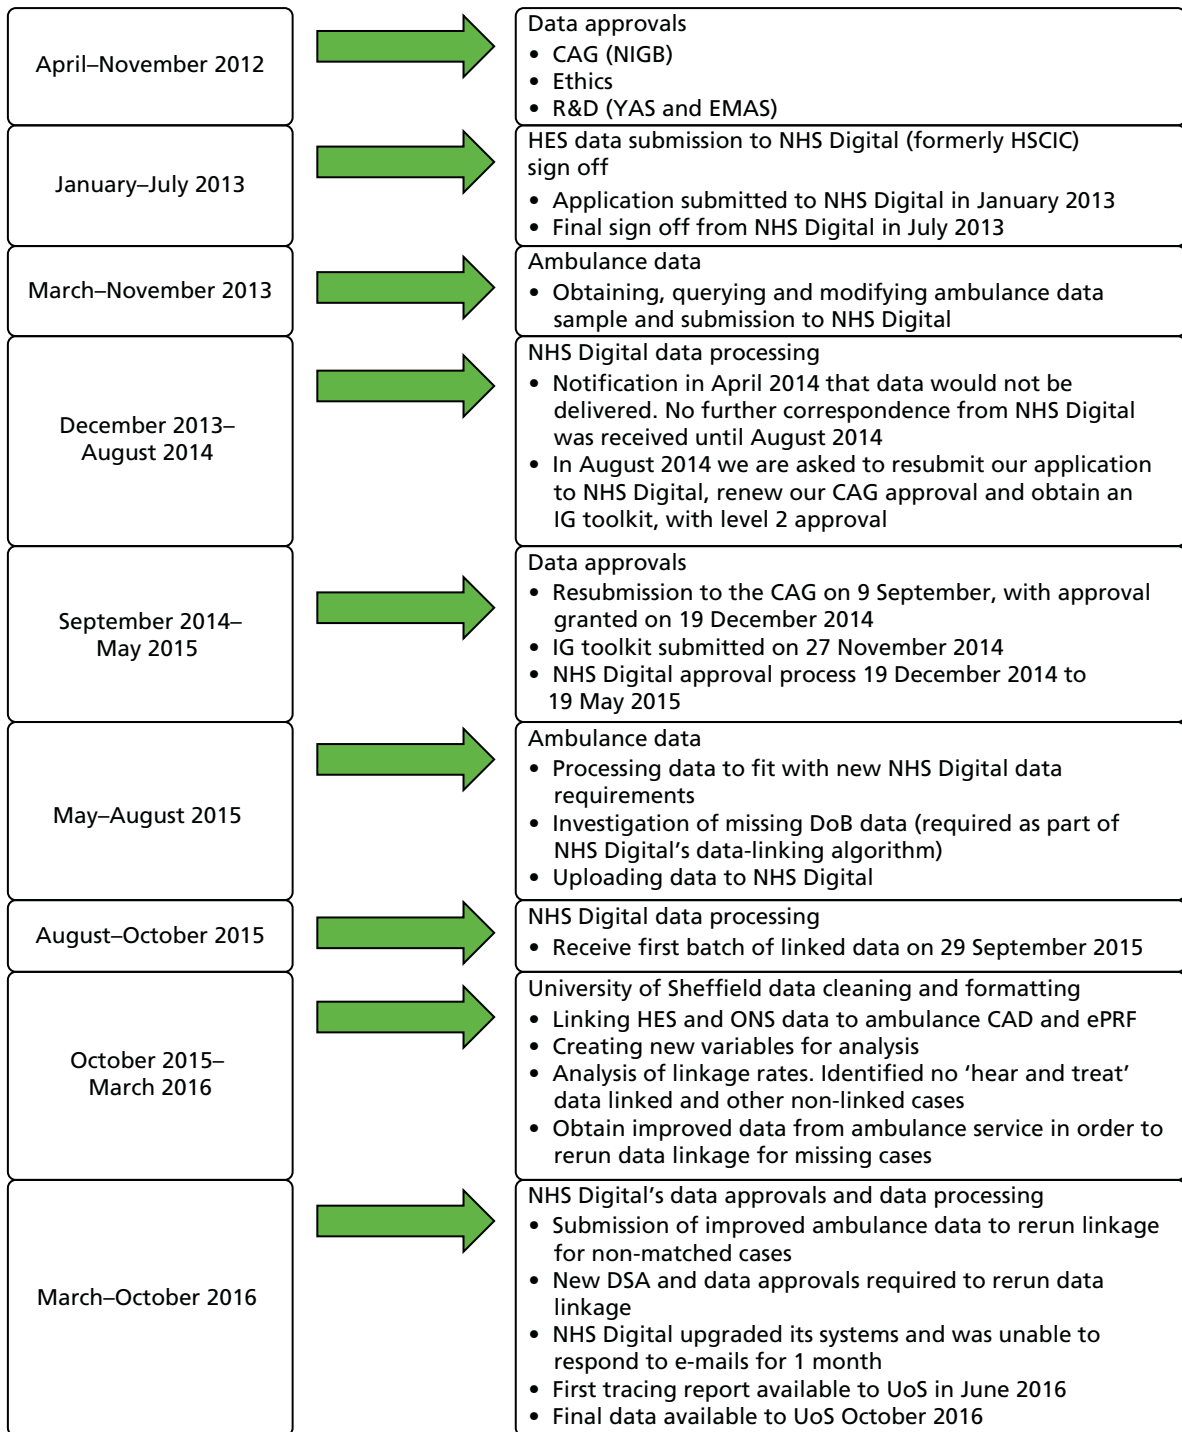 April–November 2012
Data approvals
• CAG (NIGB)
• Ethics
• R&D (YAS and EMAS)
January–July 2013
HES data submission to NHS Digital (formerly HSCIC)
sign off
• Application submitted to NHS Digital in January 2013
• Final sign off from NHS Digital in July 2013
March–November 2013
Ambulance data
• Obtaining, querying and modifying ambulance data
sample and submission to NHS Digital
December 2013–
August 2014
NHS Digital data processing
• Notification in April 2014 that data would not be
delivered. No further correspondence from NHS Digital
was received until August 2014
• In August 2014 we are asked to resubmit our application
to NHS Digital, renew our CAG approval and obtain an
IG toolkit, with level 2 approval
September 2014–
May 2015
Data approvals
• Resubmission to the CAG on 9 September, with approval
granted on 19 December 2014
• IG toolkit submitted on 27 November 2014
• NHS Digital approval process 19 December 2014 to
19 May 2015
May–August 2015
Ambulance data
• Processing data to fit with new NHS Digital data
requirements
• Investigation of missing DoB data (required as part of
NHS Digital's data-linking algorithm)
• Uploading data to NHS Digital
August–October 2015
NHS Digital data processing
• Receive first batch of linked data on 29 September 2015
October 2015–
March 2016
University of Sheffield data cleaning and formatting
• Linking HES and ONS data to ambulance CAD and ePRF
• Creating new variables for analysis
• Analysis of linkage rates. Identified no 'hear and treat'
data linked and other non-linked cases
• Obtain improved data from ambulance service in order to
rerun data linkage for missing cases
March–October 2016
NHS Digital's data approvals and data processing
• Submission of improved ambulance data to rerun linkage
for non-matched cases
• New DSA and data approvals required to rerun data
linkage
• NHS Digital upgraded its systems and was unable to
respond to e-mails for 1 month
• First tracing report available to UoS in June 2016
• Final data available to UoS October 2016